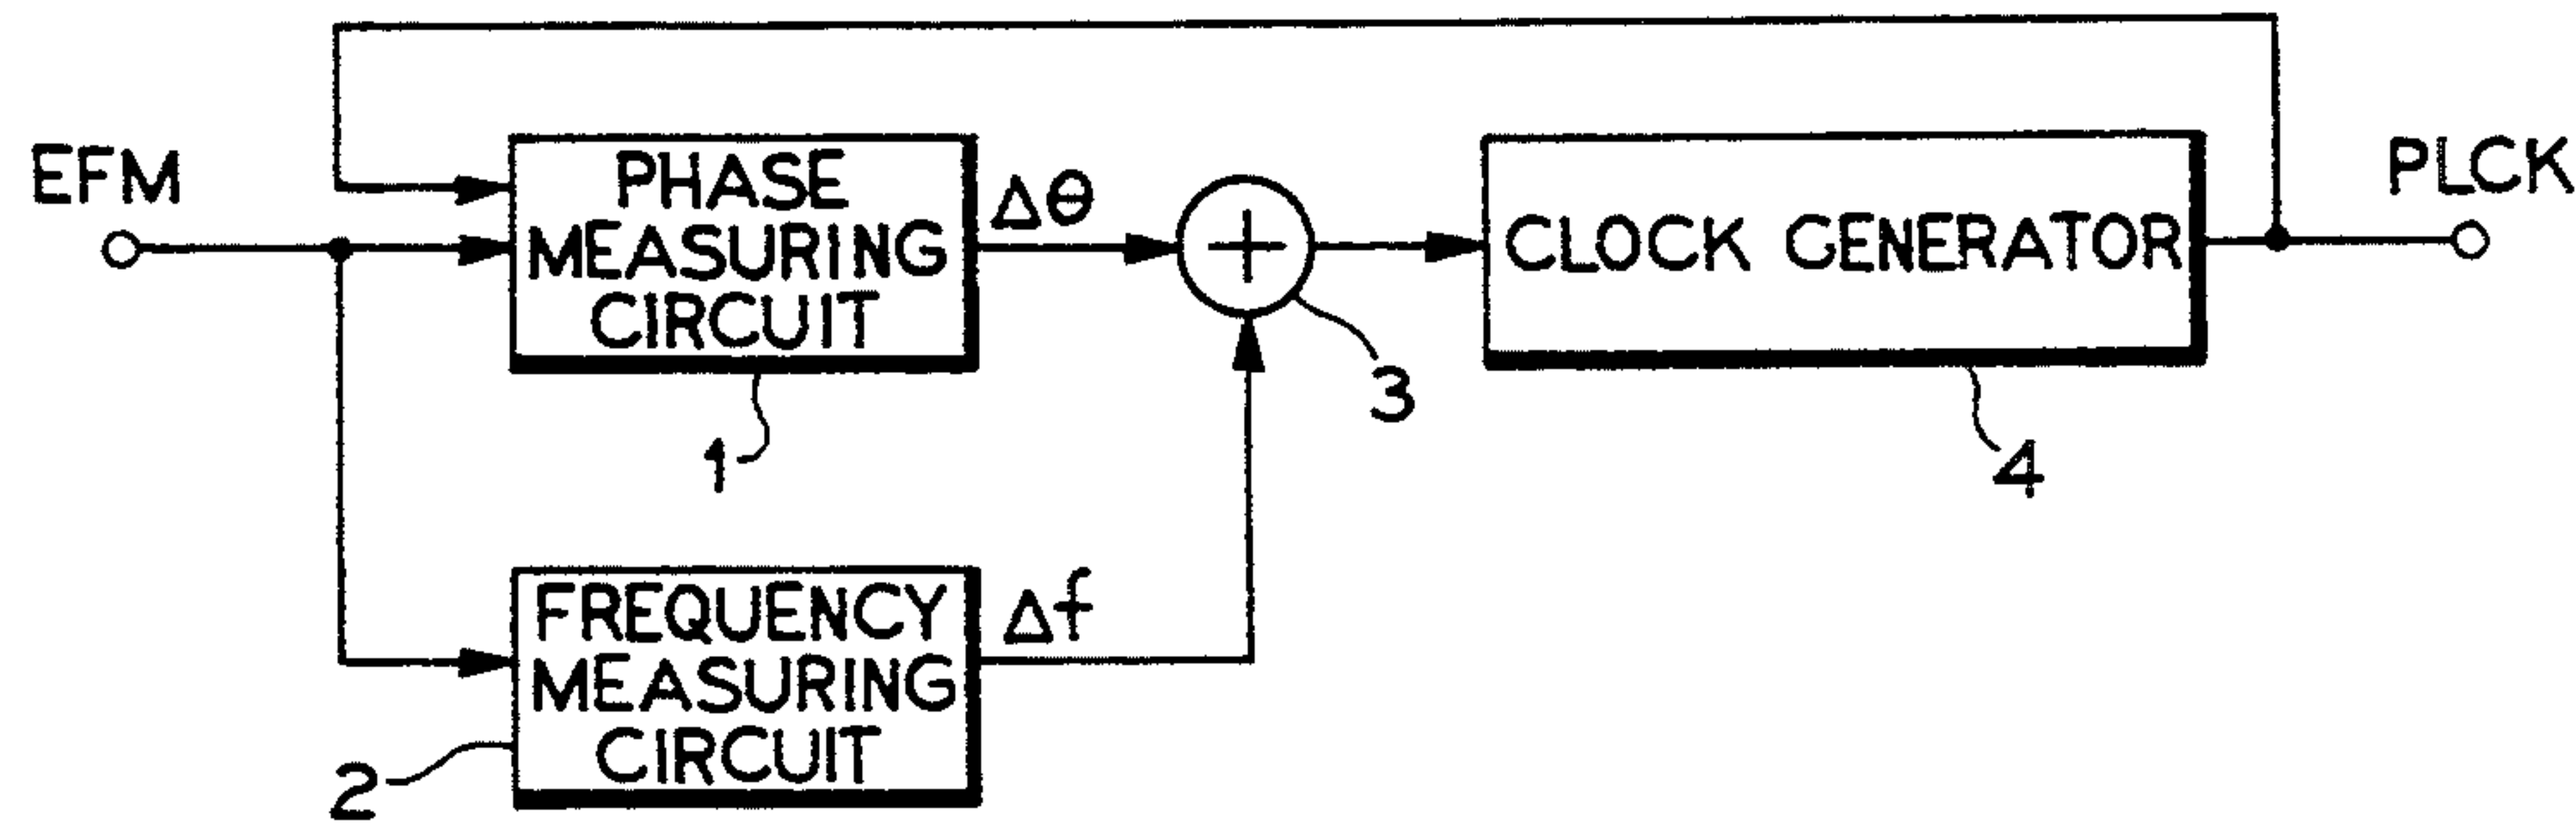 EFM
PHASE
MEASURING
CIRCUIT
Δθ
+
CLOCK GENERATOR
PLCK
1
3
4
FREQUENCY
MEASURING
CIRCUIT
Δf
2